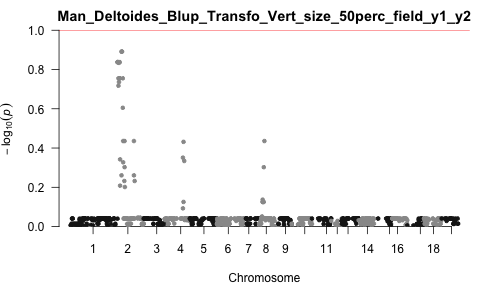 Man_Deltoides_Blup_Transfo_Vert_size_50perc_field_y1_y2
1.0
0.8
0.6
0.4
0.2
0.0
− log₁₀(p)
1 2 3 4 5 6 7 8 9 11 14 16 18
Chromosome